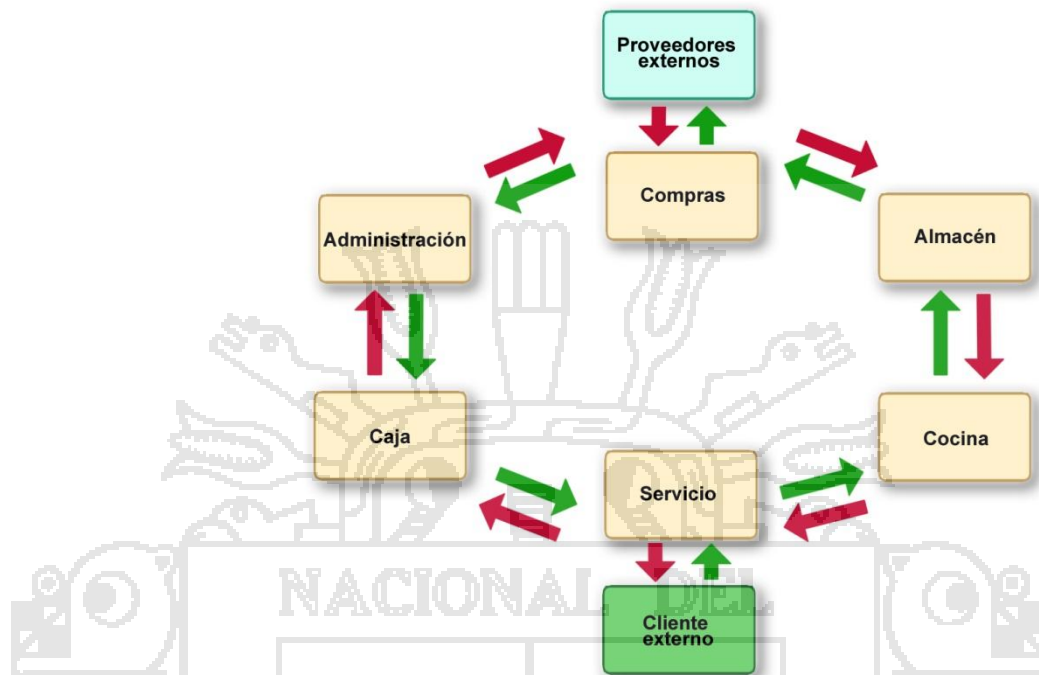 Proveedores
externos
Compras
Administración
Almacén
Caja
Cocina
Servicio
NACIONAL DEL
Cliente
externo